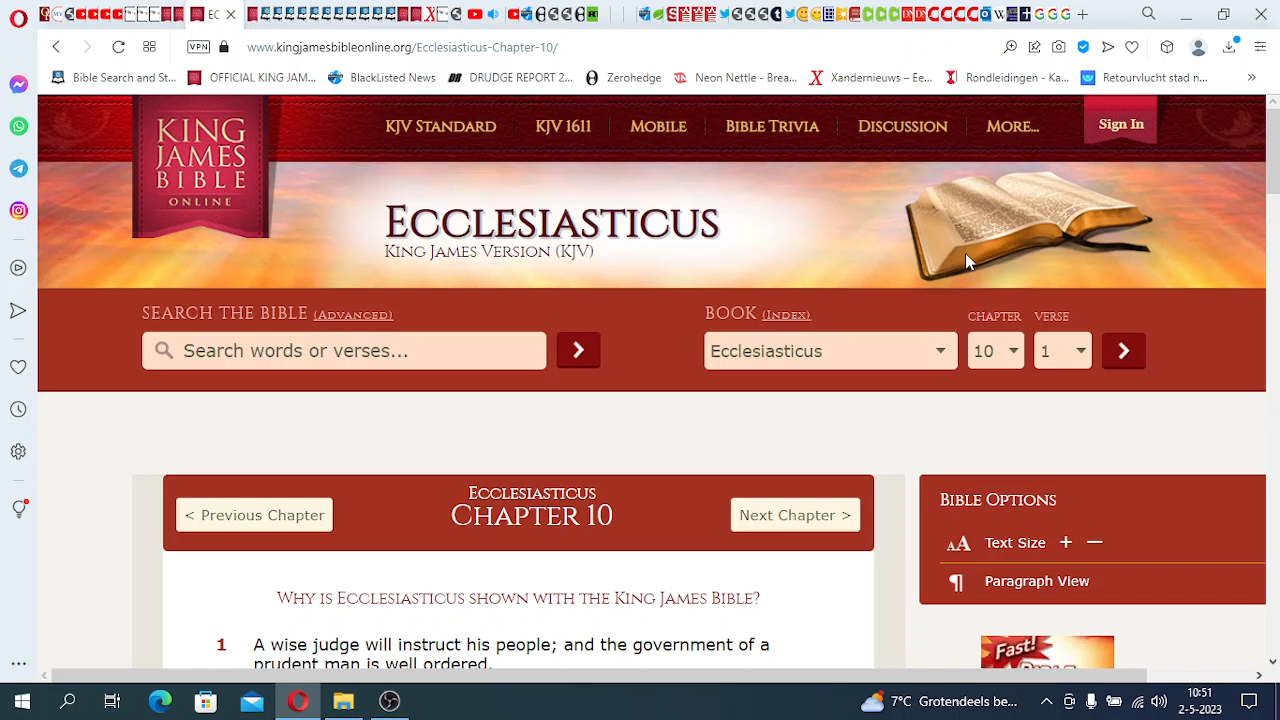 EC
www.kingjamesbibleonline.org/Ecclesiasticus-Chapter-10/
VPN
Bible Search and St...
OFFICIAL KING JAM...
BlackListed News
DRUDGE REPORT 2...
Zerohedge
Neon Nettle - Brea...
Xandernieuws – Ee...
Rondleidingen - Ka...
Retourvlucht stad n...
KING
JAMES
BIBLE
ONLINE
KJV Standard
KJV 1611
Mobile
Bible Trivia
Discussion
More...
Sign In
Ecclesiasticus
King James Version (KJV)
SEARCH THE BIBLE (Advanced)
Search words or verses...
BOOK (Index)
CHAPTER
VERSE
Ecclesiasticus
10
1
< Previous Chapter
Ecclesiasticus
Chapter 10
Next Chapter >
Bible Options
AA Text Size + —
¶ Paragraph View
Why is Ecclesiasticus shown with the King James Bible?
1 A wise judge will instruct his people; and the government of a
prudent man is well ordered.
Fast!
7°C Grotendeels be...
10:51
2-5-2023